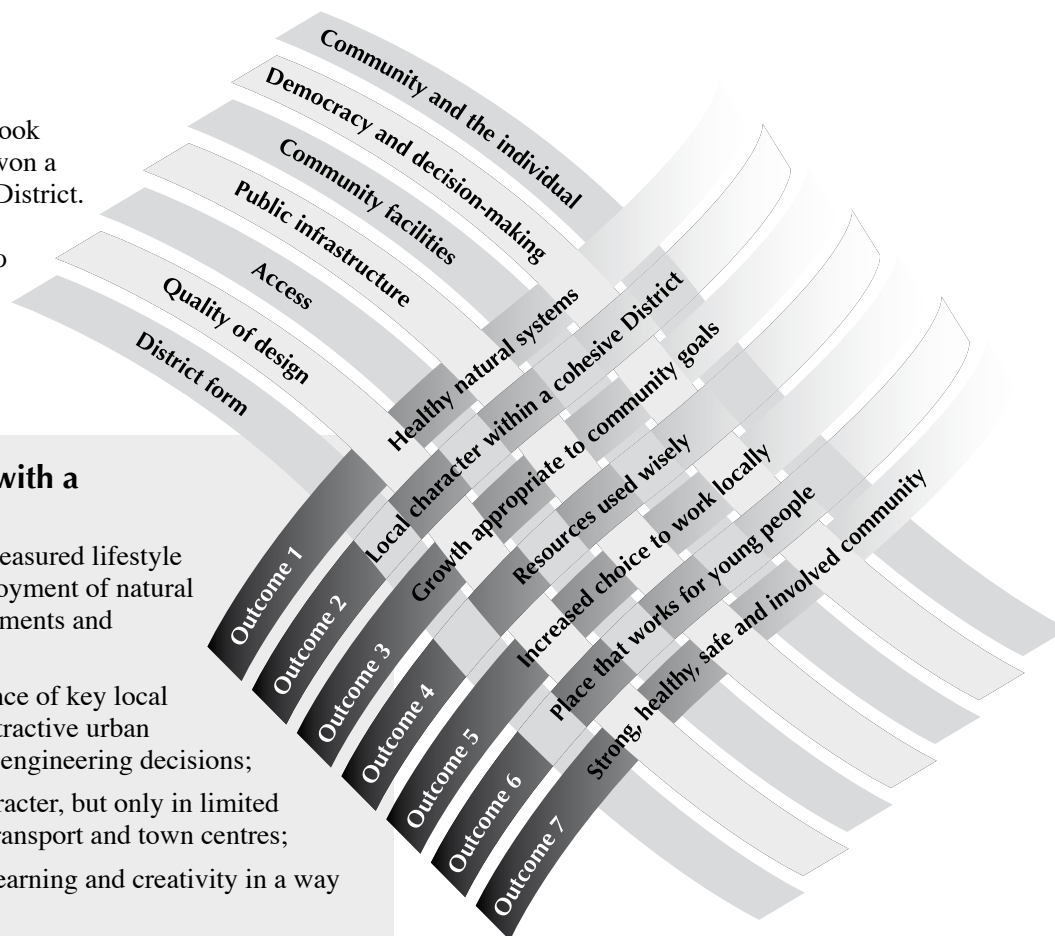 ook
won a
District.
o
with a
easured lifestyle
oyment of natural
ments and
nce of key local
tractive urban
engineering decisions;
racter, but only in limited
ransport and town centres;
earning and creativity in a way
Community and the individual
Democracy and decision-making
Community facilities
Public infrastructure
Access
Quality of design
District form
Healthy natural systems
Local character within a cohesive District
Growth appropriate to community goals
Resources used wisely
Increased choice to work locally
Place that works for young people
Strong, healthy, safe and involved community
Outcome 1
Outcome 2
Outcome 3
Outcome 4
Outcome 5
Outcome 6
Outcome 7